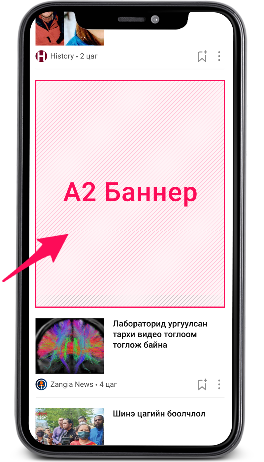 History • 2 цаг
А2 Баннер
Лабораторид ургуулсан
тархи видео тоглоом
тоглож байна
Zangia News • 4 цаг
Шинэ цагийн боолчлол